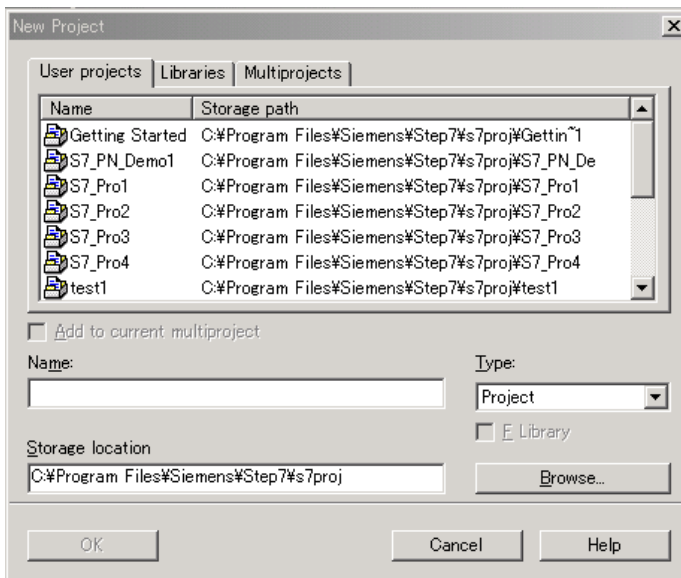 New Project
User projects Libraries Multiprojects
Name Storage path
Getting Started C:¥Program Files¥Siemens¥Step7¥s7proj¥Gettin~1
S7_PN_Demo1 C:¥Program Files¥Siemens¥Step7¥s7proj¥S7_PN_De
S7_Pro1 C:¥Program Files¥Siemens¥Step7¥s7proj¥S7_Pro1
S7_Pro2 C:¥Program Files¥Siemens¥Step7¥s7proj¥S7_Pro2
S7_Pro3 C:¥Program Files¥Siemens¥Step7¥s7proj¥S7_Pro3
S7_Pro4 C:¥Program Files¥Siemens¥Step7¥s7proj¥S7_Pro4
test1 C:¥Program Files¥Siemens¥Step7¥s7proj¥test1
Add to current multiproject
Name: Type:
Project
F Library
Storage location
C:¥Program Files¥Siemens¥Step7¥s7proj Browse...
OK Cancel Help